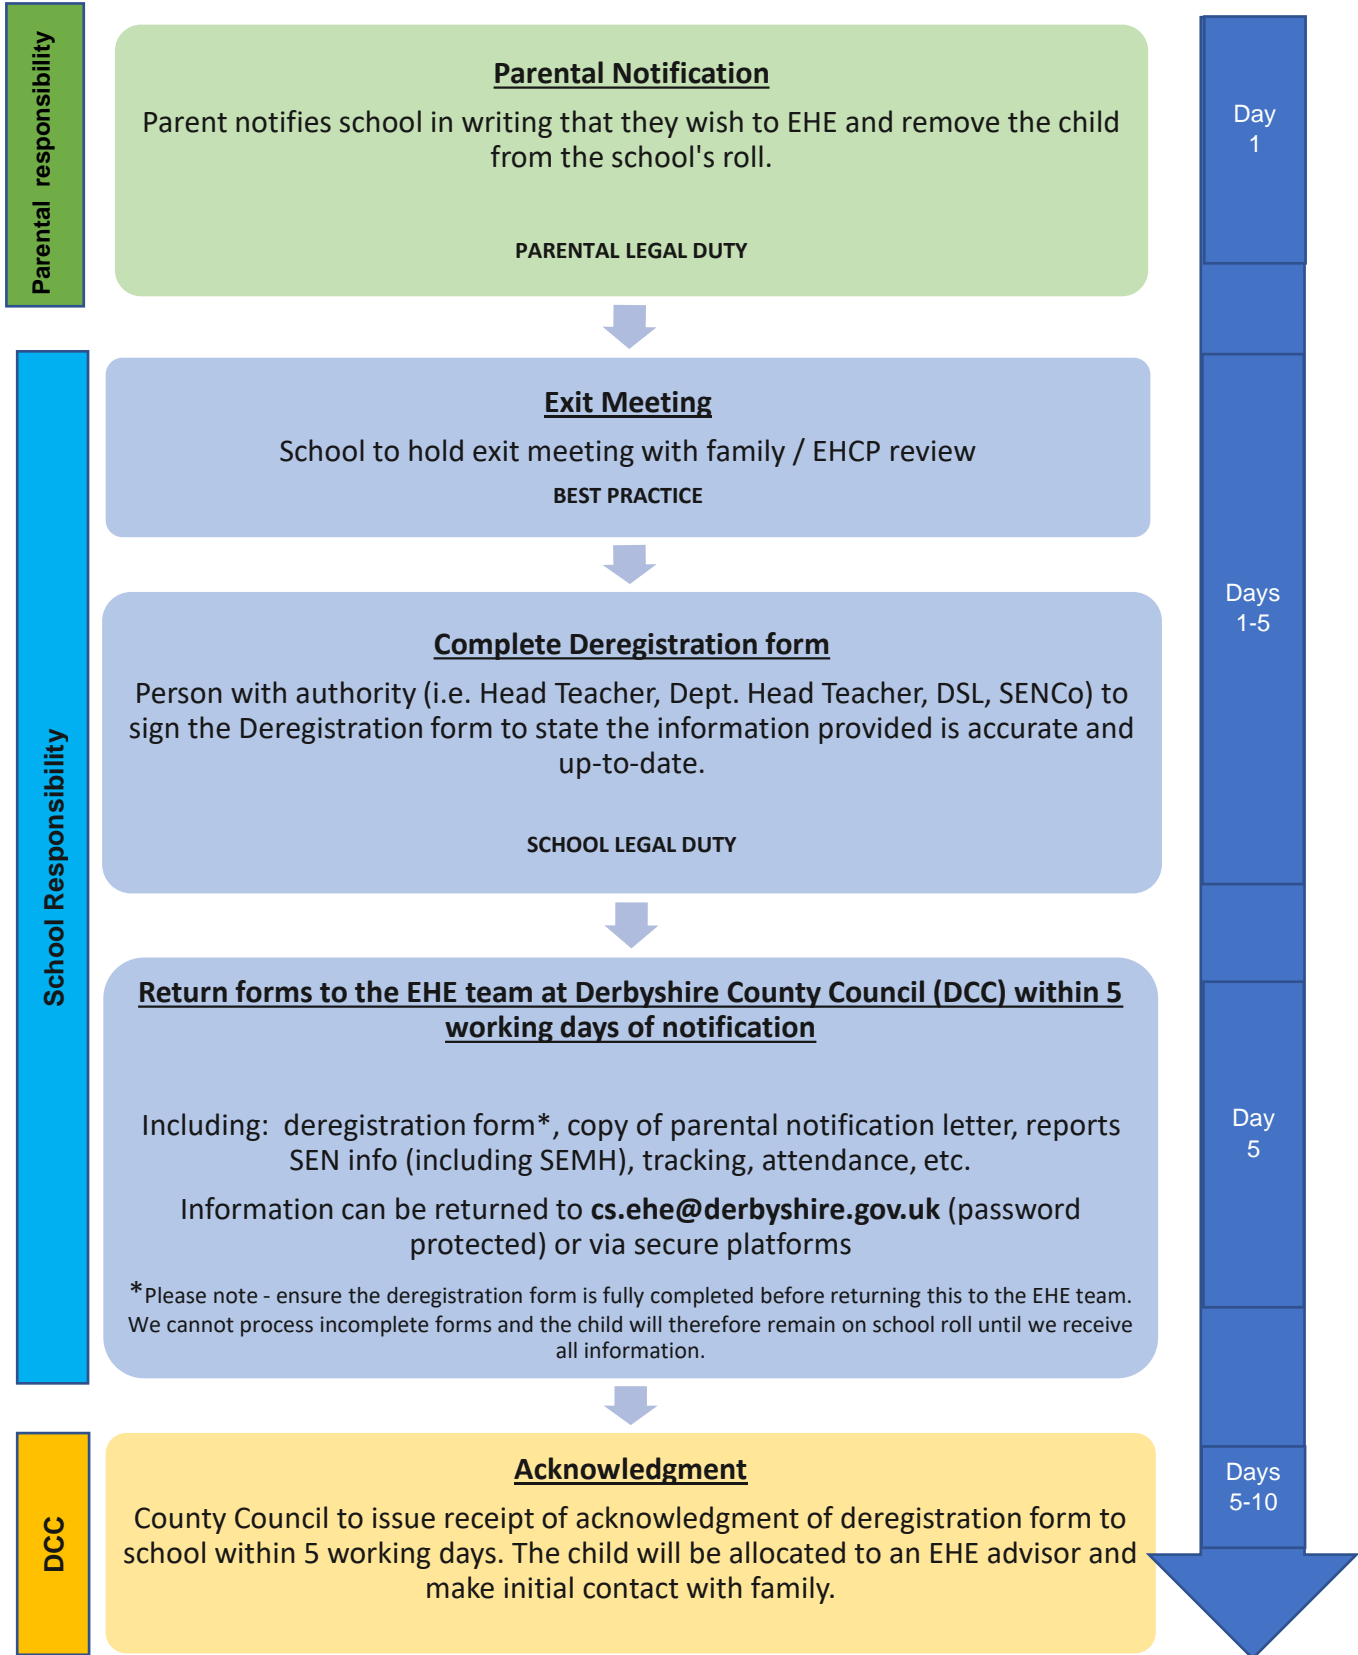 Parental responsibility
Parental Notification
Parent notifies school in writing that they wish to EHE and remove the child
from the school's roll.
PARENTAL LEGAL DUTY
Day
1
School Responsibility
Exit Meeting
School to hold exit meeting with family / EHCP review
BEST PRACTICE
Complete Deregistration form
Person with authority (i.e. Head Teacher, Dept. Head Teacher, DSL, SENCo) to
sign the Deregistration form to state the information provided is accurate and
up-to-date.
SCHOOL LEGAL DUTY
Days
1-5
Return forms to the EHE team at Derbyshire County Council (DCC) within 5
working days of notification
Including:  deregistration form*, copy of parental notification letter, reports
SEN info (including SEMH), tracking, attendance, etc.
Information can be returned to cs.ehe@derbyshire.gov.uk (password
protected) or via secure platforms
*Please note - ensure the deregistration form is fully completed before returning this to the EHE team.
We cannot process incomplete forms and the child will therefore remain on school roll until we receive
all information.
Day
5
DCC
Acknowledgment
County Council to issue receipt of acknowledgment of deregistration form to
school within 5 working days. The child will be allocated to an EHE advisor and
make initial contact with family.
Days
5-10